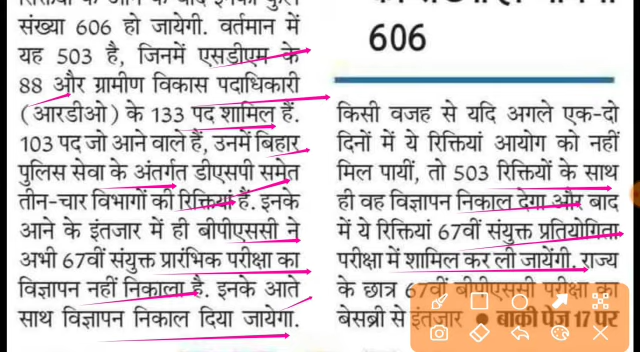 संख्या 606 हो जायेगी. वर्तमान में
यह 503 है, जिनमें एसडीएम के
88 और ग्रामीण विकास पदाधिकारी
(आरडीओ) के 133 पद शामिल हैं.
103 पद जो आने वाले हैं, उनमें बिहार
पुलिस सेवा के अंतर्गत डीएसपी समेत
तीन-चार विभागों की रिक्तियां हैं. इनके
आने के इंतजार में ही बीपीएससी ने
अभी 67वीं संयुक्त प्रारंभिक परीक्षा का
विज्ञापन नहीं निकाला है. इनके आते
साथ विज्ञापन निकाल दिया जायेगा.
606
किसी वजह से यदि अगले एक-दो
दिनों में ये रिक्तियां आयोग को नहीं
मिल पायीं, तो 503 रिक्तियों के साथ
ही वह विज्ञापन निकाल देगा और बाद
में ये रिक्तियां 67वीं संयुक्त प्रतियोगिता
परीक्षा में शामिल कर ली जायेंगी. राज्य
के छात्र 67वीं बीपीएससी परीक्षा का
बेसब्री से इंतजार ● बाकी पेज 17 पर